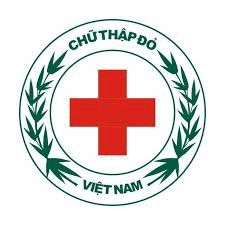 CHỮ THẬP ĐỎ
VIỆT NAM